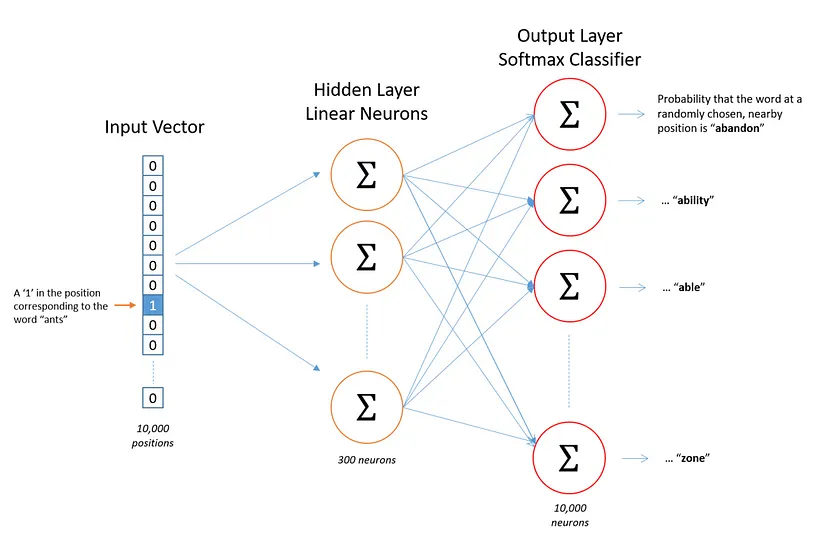 Output Layer
Softmax Classifier
Hidden Layer
Linear Neurons
Input Vector
0
0
0
0
0
0
0
1
0
0
0
A ‘1’ in the position
corresponding to the
word “ants”
10,000
positions
Σ
Σ
Σ
300 neurons
Σ
Σ
Σ
Σ
10,000
neurons
Probability that the word at a
randomly chosen, nearby
position is “abandon”
... “ability”
... “able”
... “zone”